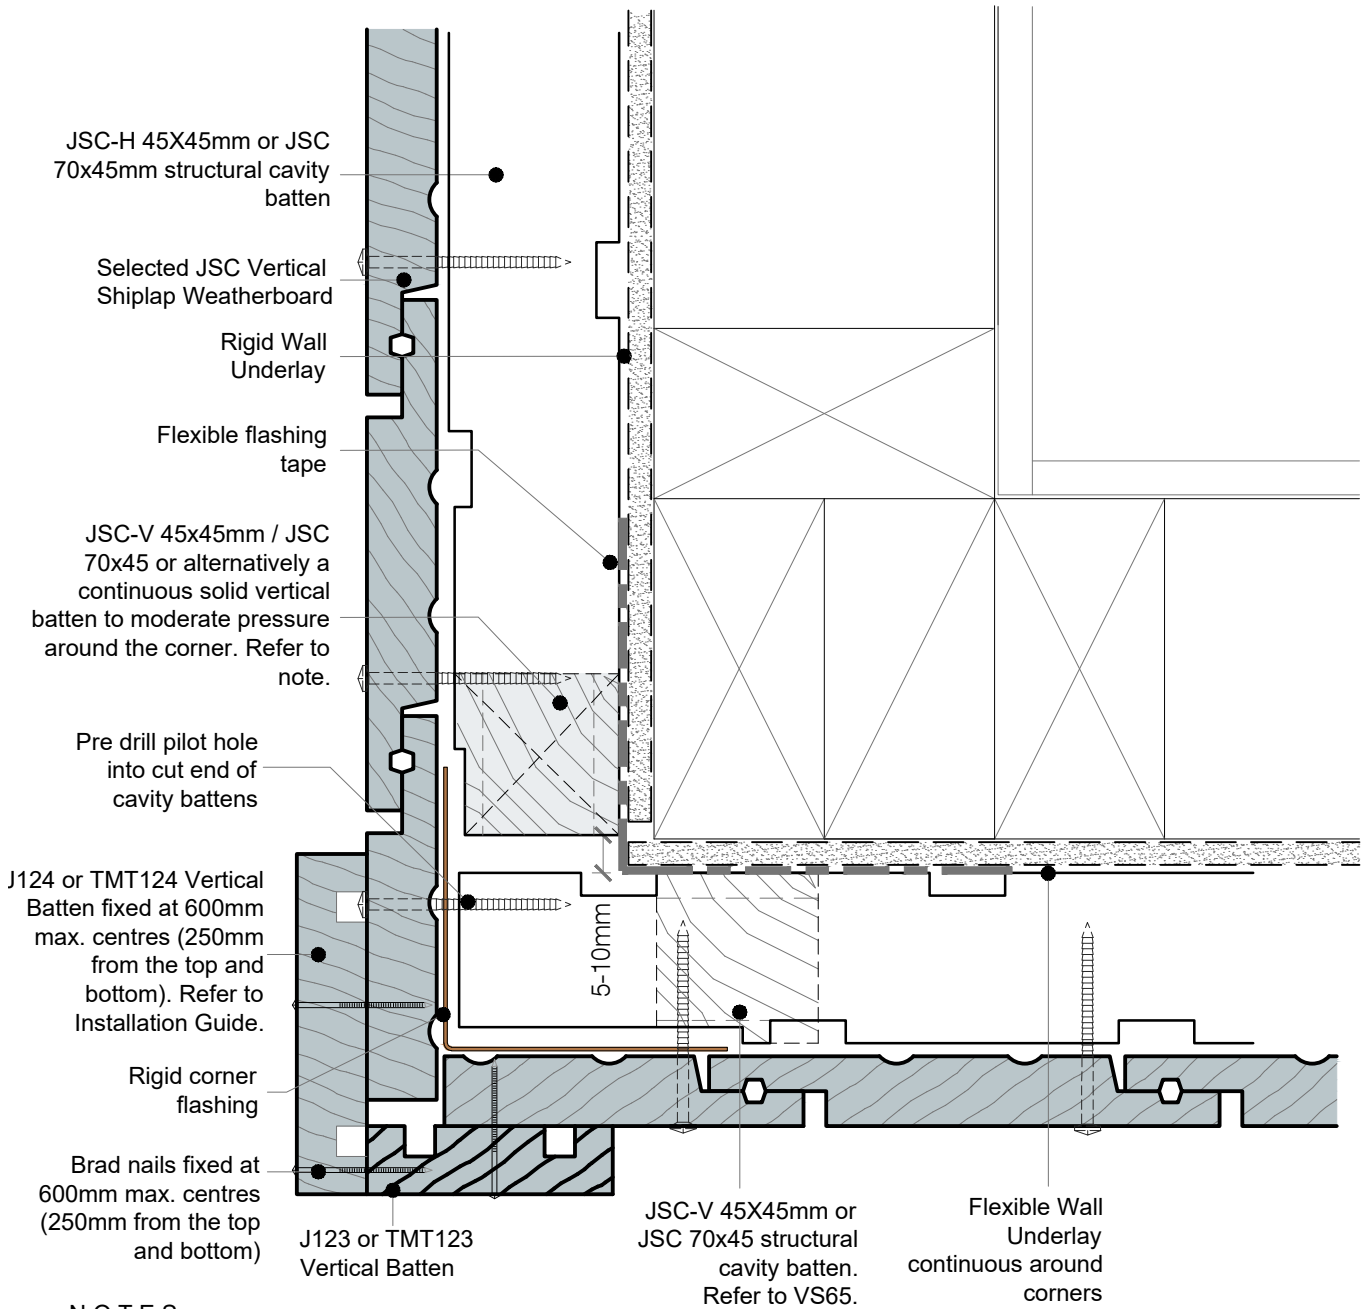 JSC-H 45X45mm or JSC
70x45mm structural cavity
batten
Selected JSC Vertical
Shiplap Weatherboard
Rigid Wall
Underlay
Flexible flashing
tape
JSC-V 45x45mm / JSC
70x45 or alternatively a
continuous solid vertical
batten to moderate pressure
around the corner. Refer to
note.
Pre drill pilot hole
into cut end of
cavity battens
J124 or TMT124 Vertical
Batten fixed at 600mm
max. centres (250mm
from the top and
bottom). Refer to
Installation Guide.
Rigid corner
flashing
Brad nails fixed at
600mm max. centres
(250mm from the top
and bottom)
J123 or TMT123
Vertical Batten
5-10mm
JSC-V 45X45mm or
JSC 70x45 structural
cavity batten.
Refer to VS65.
Flexible Wall
Underlay
continuous around
corners
NOTES